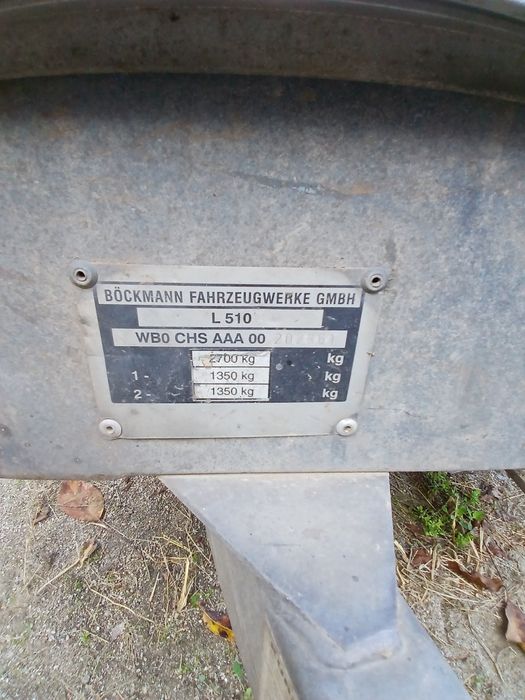 BÖCKMANN FAHRZEUGWERKE GMBH
L 510
WB0 CHS AAA 00
2700 kg kg
1 - 1350 kg kg
2 - 1350 kg kg